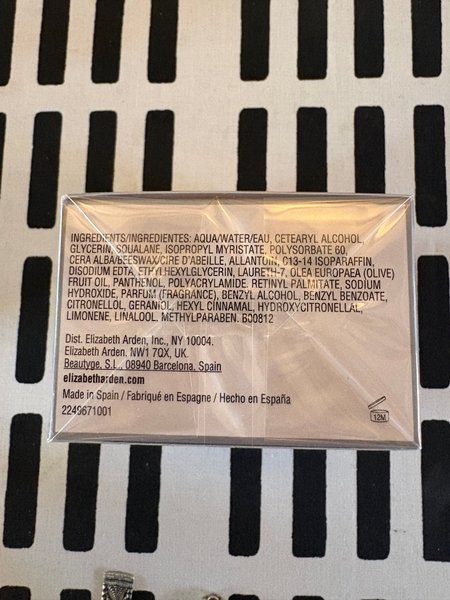 INGREDIENTS/INGREDIENTES: AQUA/WATER/EAU, CETEARYL ALCOHOL,
GLYCERIN, SQUALANE, ISOPROPYL MYRISTATE, POLYSORBATE 60,
CERA ALBA/BEESWAX/CIRE D'ABEILLE, ALLANTOIN, C13-14 ISOPARAFFIN,
DISODIUM EDTA, ETHYLHEXYLGLYCERIN, LAURETH-7, OLEA EUROPAEA (OLIVE)
FRUIT OIL, PANTHENOL, POLYACRYLAMIDE, RETINYL PALMITATE, SODIUM
HYDROXIDE, PARFUM (FRAGRANCE), BENZYL ALCOHOL, BENZYL BENZOATE,
CITRONELLOL, GERANIOL, HEXYL CINNAMAL, HYDROXYCITRONELLAL,
LIMONENE, LINALOOL, METHYLPARABEN. B00812
Dist. Elizabeth Arden, Inc., NY 10004.
Elizabeth Arden. NW1 7QX, UK.
Beautyge, S.L., 08940 Barcelona, Spain
elizabetharden.com
Made in Spain / Fabriqué en Espagne / Hecho en España
2249671001
12M